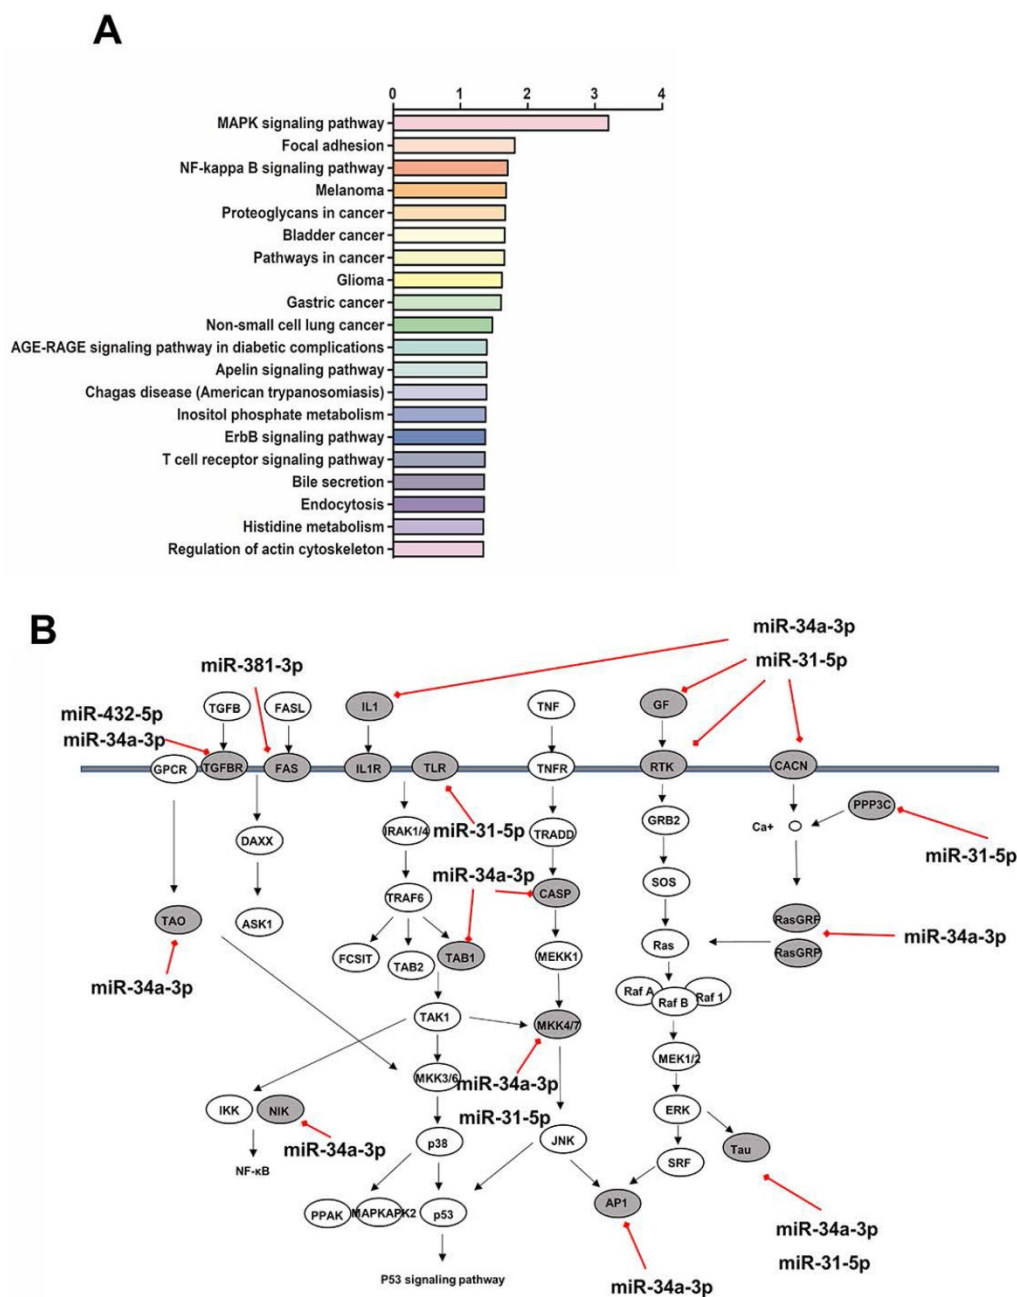 A
0 1 2 3 4
MAPK signaling pathway
Focal adhesion
NF-kappa B signaling pathway
Melanoma
Proteoglycans in cancer
Bladder cancer
Pathways in cancer
Glioma
Gastric cancer
Non-small cell lung cancer
AGE-RAGE signaling pathway in diabetic complications
Apelin signaling pathway
Chagas disease (American trypanosomiasis)
Inositol phosphate metabolism
ErbB signaling pathway
T cell receptor signaling pathway
Bile secretion
Endocytosis
Histidine metabolism
Regulation of actin cytoskeleton
B
miR-34a-3p
miR-381-3p
miR-31-5p
TGFB FASL IL1 TNF GF
miR-432-5p
miR-34a-3p
GPCR TGFBR FAS IL1R TLR TNFR RTK CACN
PPP3C
DAXX IRAK1/4 miR-31-5p TRADD GRB2 Ca+
miR-31-5p
miR-34a-3p
TRAF6 CASP SOS
TAO ASK1 RasGRP
miR-34a-3p
FCSIT TAB2 TAB1 MEKK1 Ras RasGRP
miR-34a-3p
Raf A Raf B Raf 1
TAK1 MKK4/7
MEK1/2
MKK3/6 miR-34a-3p
IKK NIK miR-31-5p ERK
miR-34a-3p p38 JNK Tau
NF-κB SRF
PPAK MAPKAPK2 p53 AP1
miR-34a-3p
miR-31-5p
P53 signaling pathway
miR-34a-3p